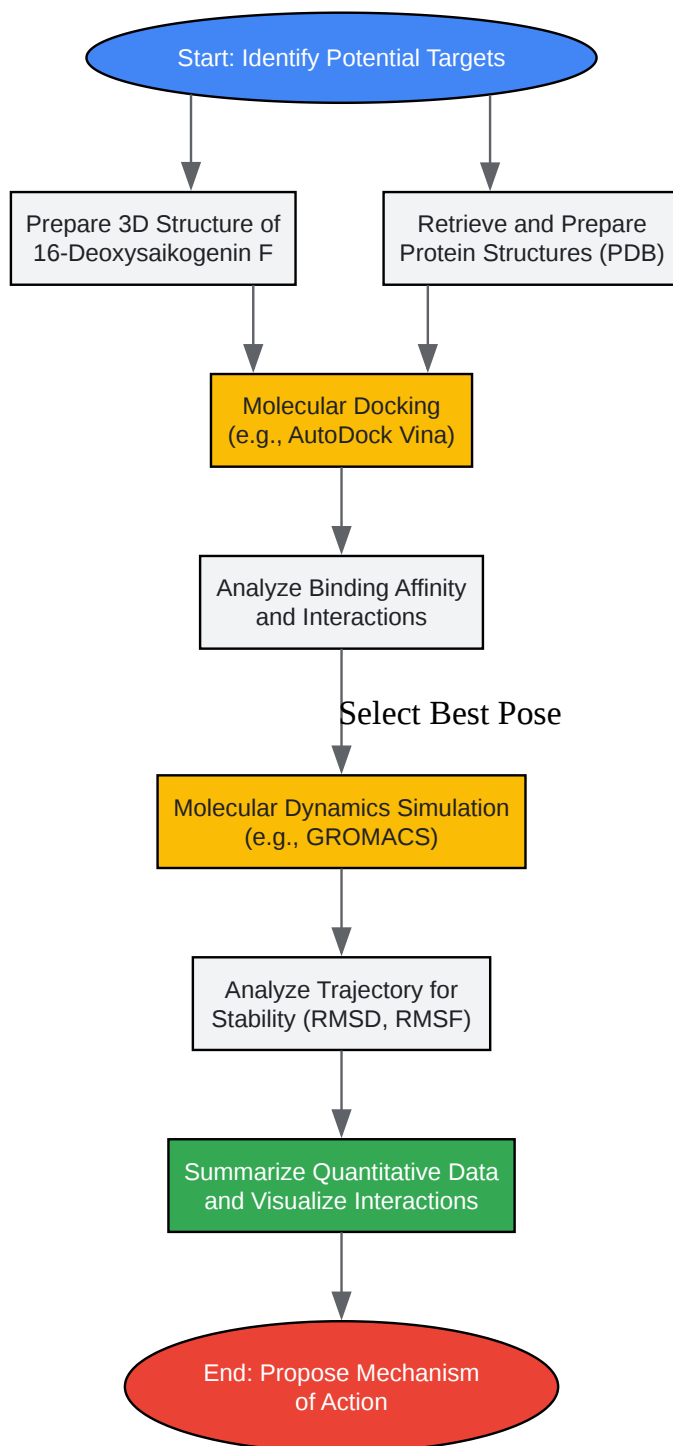 Start: Identify Potential Targets
Prepare 3D Structure of
16-Deoxysaikogenin F
Retrieve and Prepare
Protein Structures (PDB)
Molecular Docking
(e.g., AutoDock Vina)
Analyze Binding Affinity
and Interactions
Select Best Pose
Molecular Dynamics Simulation
(e.g., GROMACS)
Analyze Trajectory for
Stability (RMSD, RMSF)
Summarize Quantitative Data
and Visualize Interactions
End: Propose Mechanism
of Action